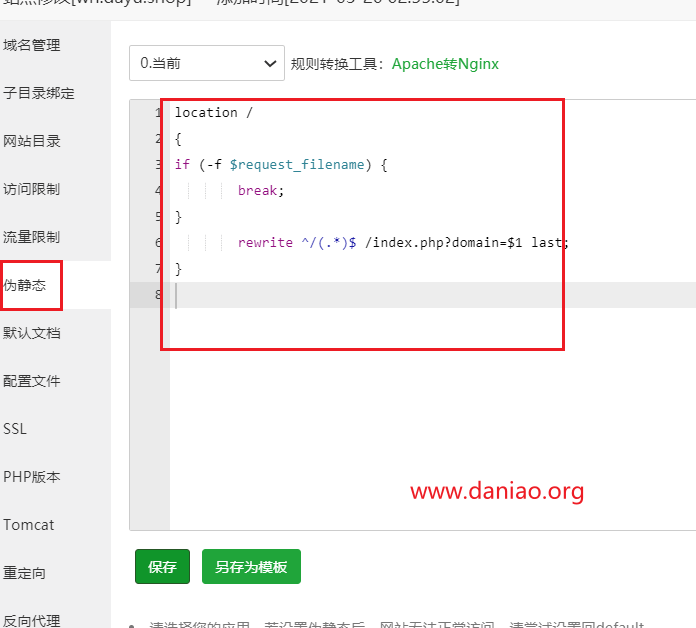 站点修改[wn.dayu.shop] -- 添加时间[2021-05-26 02:55:02]
域名管理
子目录绑定
网站目录
访问限制
流量限制
伪静态
默认文档
配置文件
SSL
PHP版本
Tomcat
重定向
反向代理
0.当前
规则转换工具：Apache转Nginx
1 location /
2 {
3 if (-f $request_filename) {
4 break;
5 }
6 rewrite ^/(.*)$ /index.php?domain=$1 last;
7 }
8
www.daniao.org
保存 另存为模板
请选择您的应用，若设置伪静态后，网站无法正常访问，请尝试设置回default